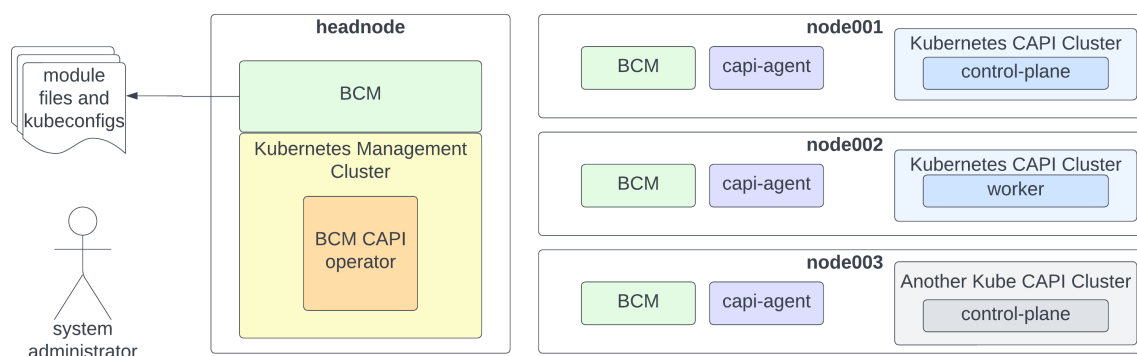 module
files and
kubeconfigs
system
administrator
headnode
BCM
Kubernetes Management
Cluster
BCM CAPI
operator
node001
BCM
capi-agent
Kubernetes CAPI Cluster
control-plane
node002
BCM
capi-agent
Kubernetes CAPI Cluster
worker
node003
BCM
capi-agent
Another Kube CAPI Cluster
control-plane